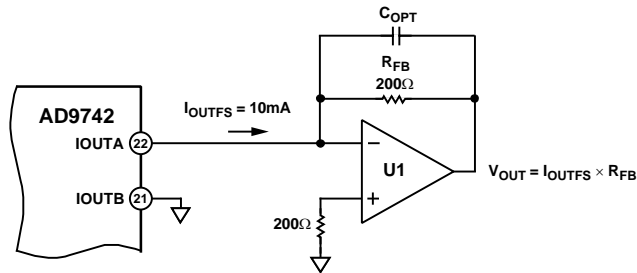 C_OPT
R_FB
200Ω
AD9742
I_OUTFS = 10mA
IOUTA 22
U1
IOUTB 21
V_OUT = I_OUTFS × R_FB
200Ω
−
+